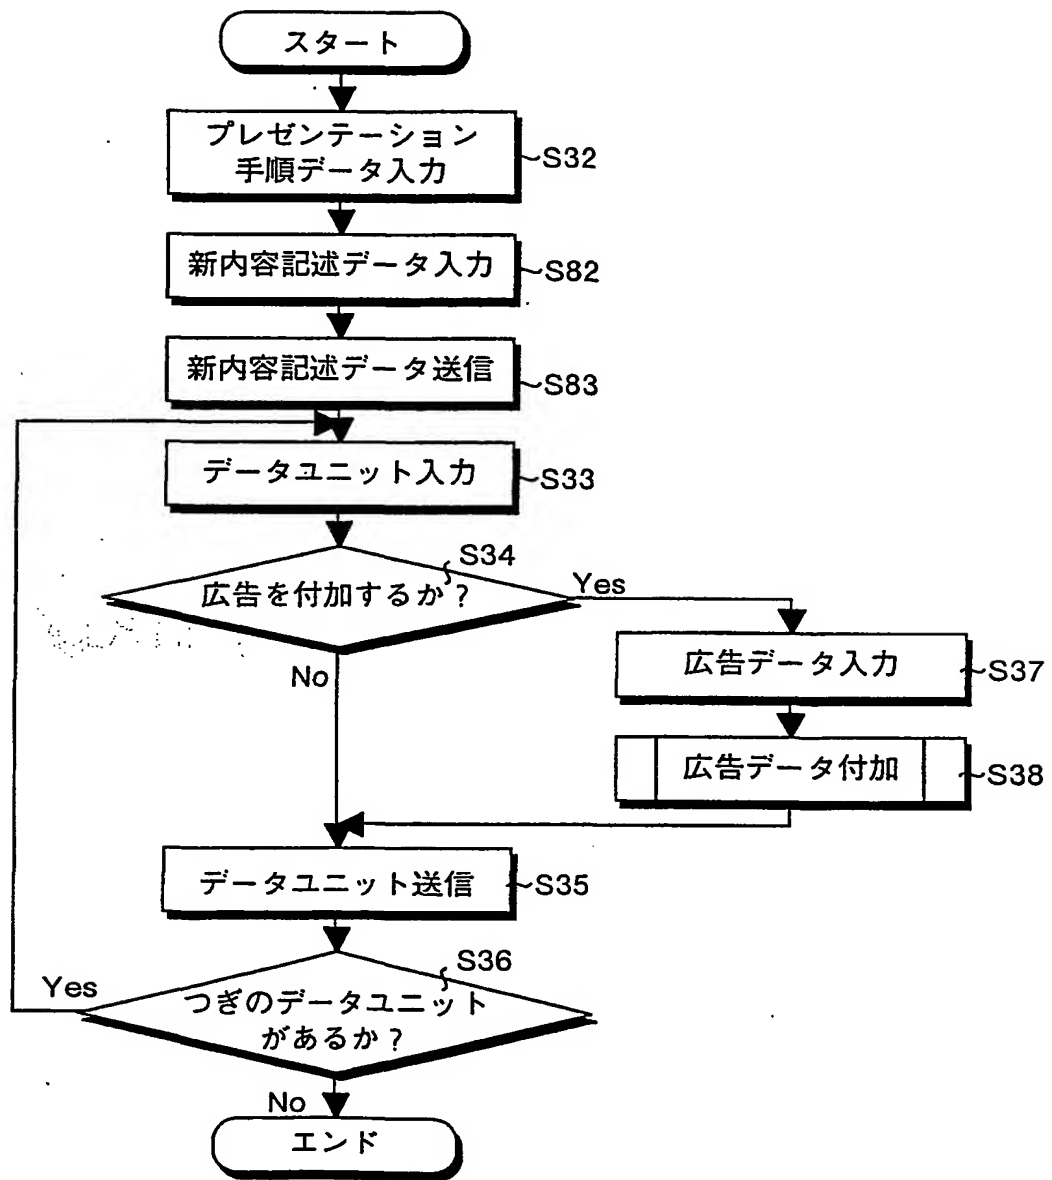 スタート
プレゼンテーション
手順データ入力
S32
新内容記述データ入力
S82
新内容記述データ送信
S83
データユニット入力
S33
S34
広告を付加するか?
Yes
No
広告データ入力
S37
広告データ付加
S38
データユニット送信
S35
S36
つぎのデータユニット
があるか?
Yes
No
エンド